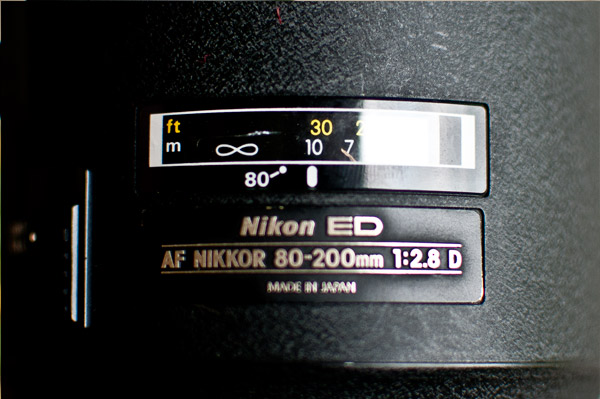 ft 30
m ∞ 10 7
80
Nikon ED
AF NIKKOR 80-200mm 1:2.8 D
MADE IN JAPAN